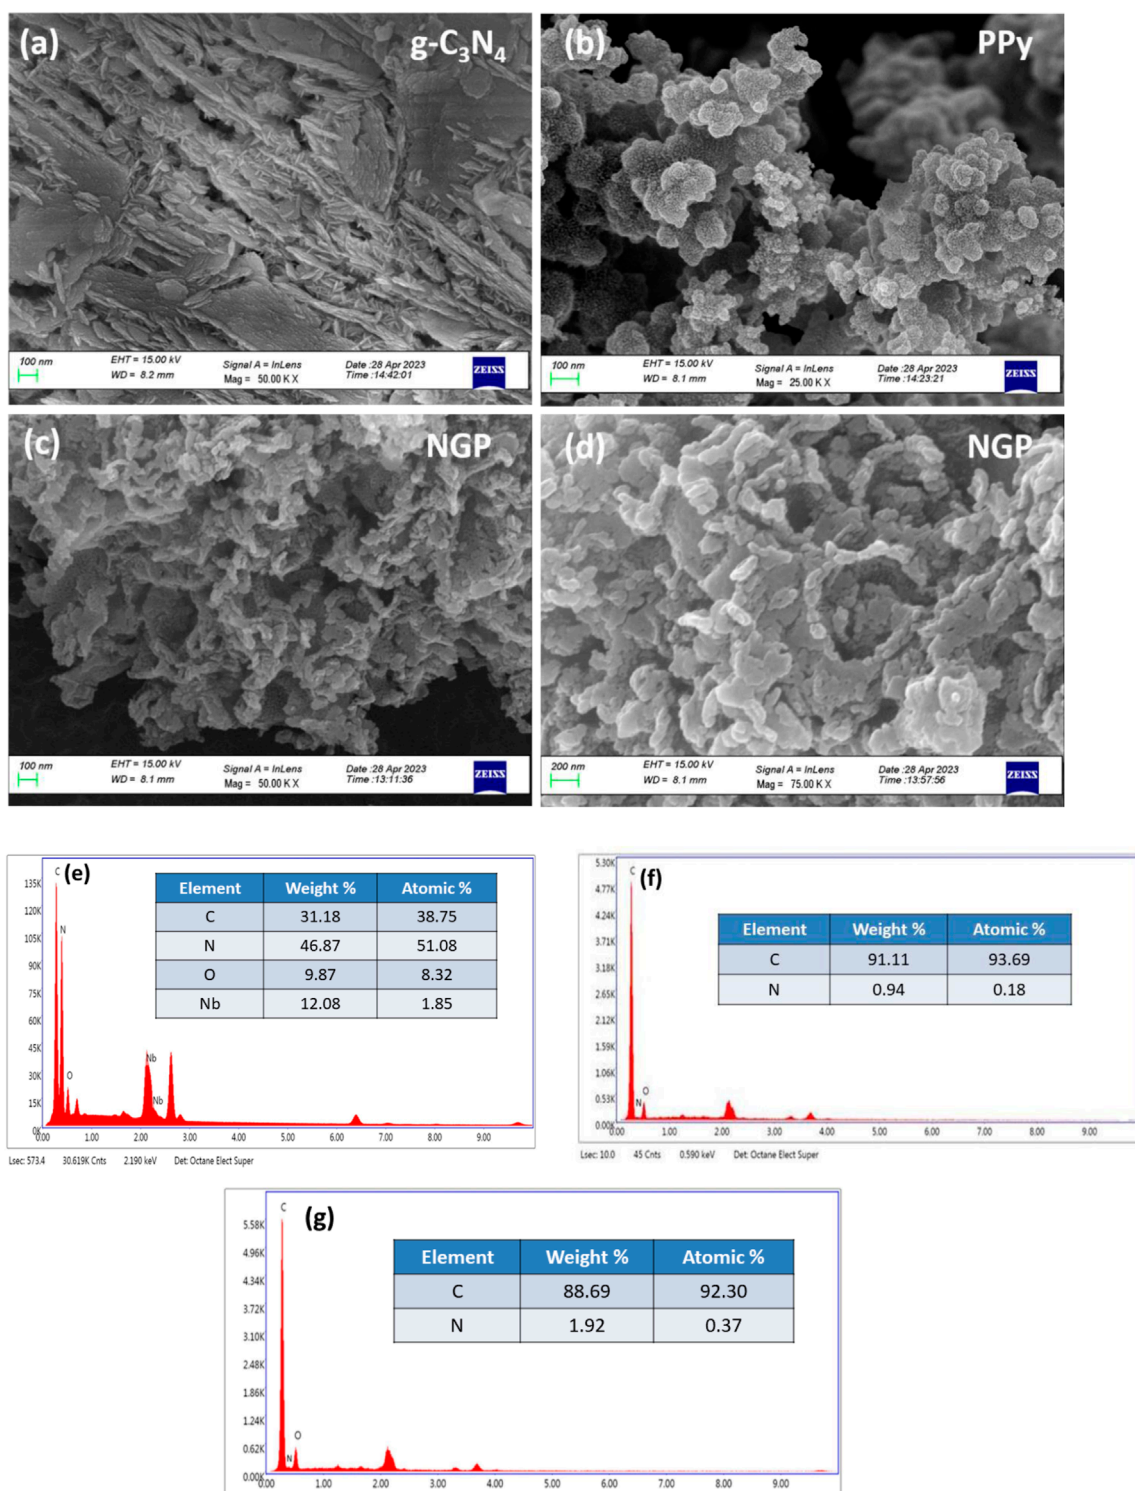 (a) g-C₃N₄
100 nm EHT = 15.00 kV WD = 8.2 mm Signal A = InLens Mag = 50.00 K X Date :28 Apr 2023 Time :14:42:01 ZEISS
(b) PPy
100 nm EHT = 15.00 kV WD = 8.1 mm Signal A = InLens Mag = 25.00 K X Date :28 Apr 2023 Time :14:23:21 ZEISS
(c) NGP
100 nm EHT = 15.00 kV WD = 8.1 mm Signal A = InLens Mag = 50.00 K X Date :28 Apr 2023 Time :13:11:36 ZEISS
(d) NGP
200 nm EHT = 15.00 kV WD = 8.1 mm Signal A = InLens Mag = 75.00 K X Date :28 Apr 2023 Time :13:57:56 ZEISS
(e)
C
N
O
Nb
Nb
135K
105K
90K
75K
60K
45K
30K
15K
0K
0.00 1.00 2.00 3.00 4.00 5.00 6.00 7.00 8.00 9.00
Element Weight % Atomic %
C 31.18 38.75
N 46.87 51.08
O 9.87 8.32
Nb 12.08 1.85
Lsec: 573.4 30.619K Cnts 2.190 keV Det: Octane Elect Super
(f)
C
N
O
5.30K
4.77K
4.24K
3.71K
3.18K
2.65K
2.12K
1.59K
1.06K
0.53K
0.00K
0.00 1.00 2.00 3.00 4.00 5.00 6.00 7.00 8.00 9.00
Element Weight % Atomic %
C 91.11 93.69
N 0.94 0.18
Lsec: 10.0 45 Cnts 0.590 keV Det: Octane Elect Super
(g)
C
N
O
5.58K
4.96K
4.34K
3.72K
3.10K
2.48K
1.86K
1.24K
0.62K
0.00K
0.00 1.00 2.00 3.00 4.00 5.00 6.00 7.00 8.00 9.00
Element Weight % Atomic %
C 88.69 92.30
N 1.92 0.37